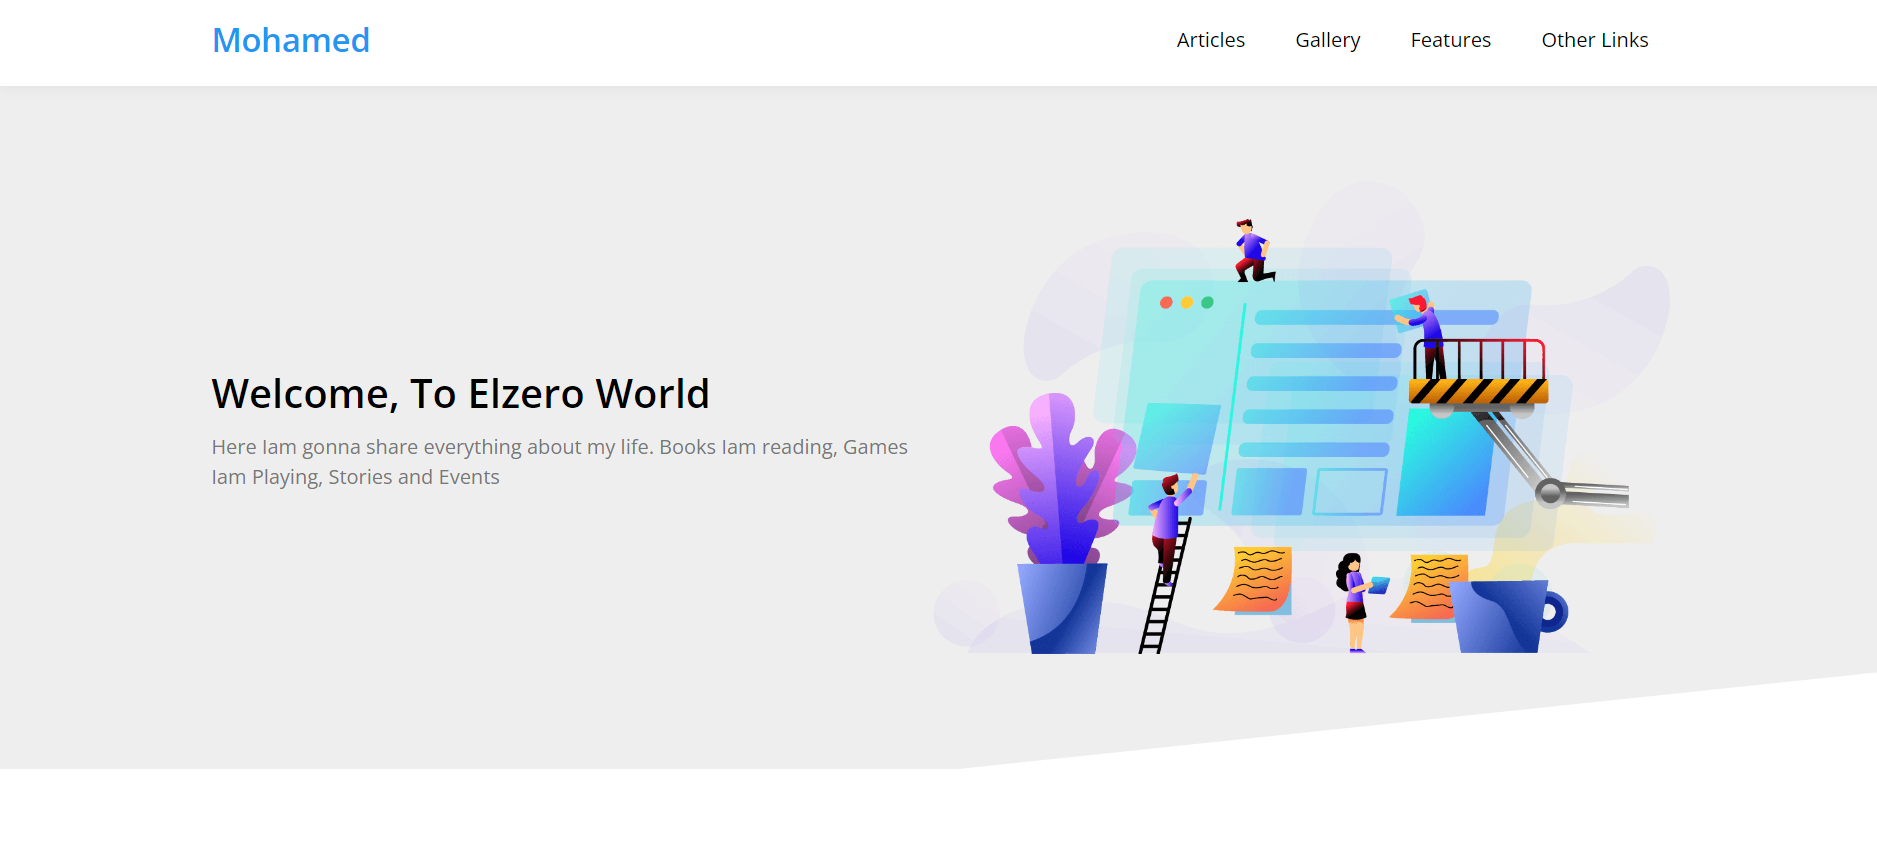 Mohamed
Articles
Gallery
Features
Other Links
Welcome, To Elzero World
Here Iam gonna share everything about my life. Books Iam reading, Games
Iam Playing, Stories and Events